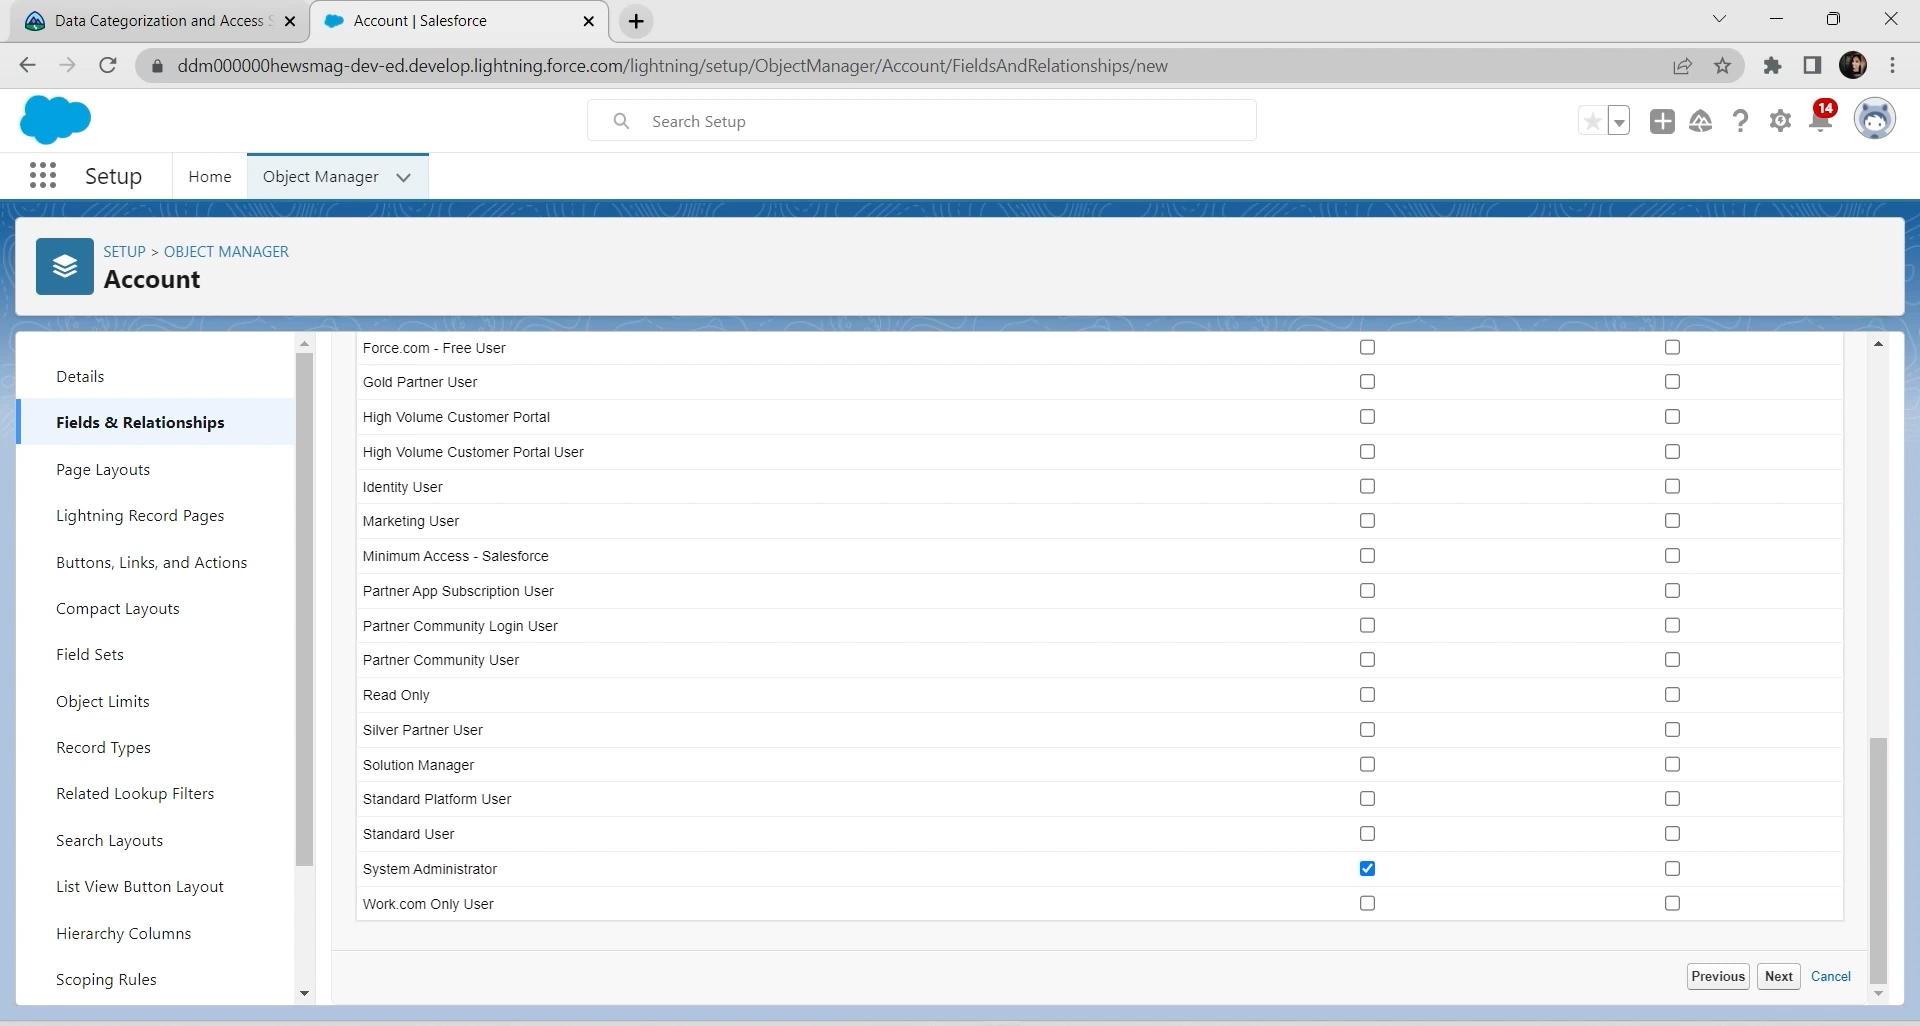 Data Categorization and Access S
Account | Salesforce
ddm000000hewsmag-dev-ed.develop.lightning.force.com/lightning/setup/ObjectManager/Account/FieldsAndRelationships/new
Search Setup
14
Setup
Home
Object Manager
SETUP > OBJECT MANAGER
Account
Details
Fields & Relationships
Page Layouts
Lightning Record Pages
Buttons, Links, and Actions
Compact Layouts
Field Sets
Object Limits
Record Types
Related Lookup Filters
Search Layouts
List View Button Layout
Hierarchy Columns
Scoping Rules
Force.com - Free User
Gold Partner User
High Volume Customer Portal
High Volume Customer Portal User
Identity User
Marketing User
Minimum Access - Salesforce
Partner App Subscription User
Partner Community Login User
Partner Community User
Read Only
Silver Partner User
Solution Manager
Standard Platform User
Standard User
System Administrator
Work.com Only User
Previous Next Cancel